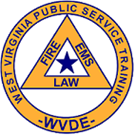 WEST VIRGINIA PUBLIC SERVICE TRAINING
FIRE
EMS
LAW
-WVDE-